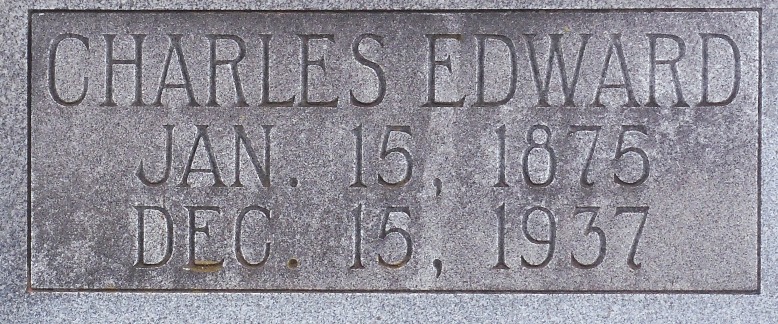 CHARLES EDWARD
JAN. 15, 1875
DEC. 15, 1937